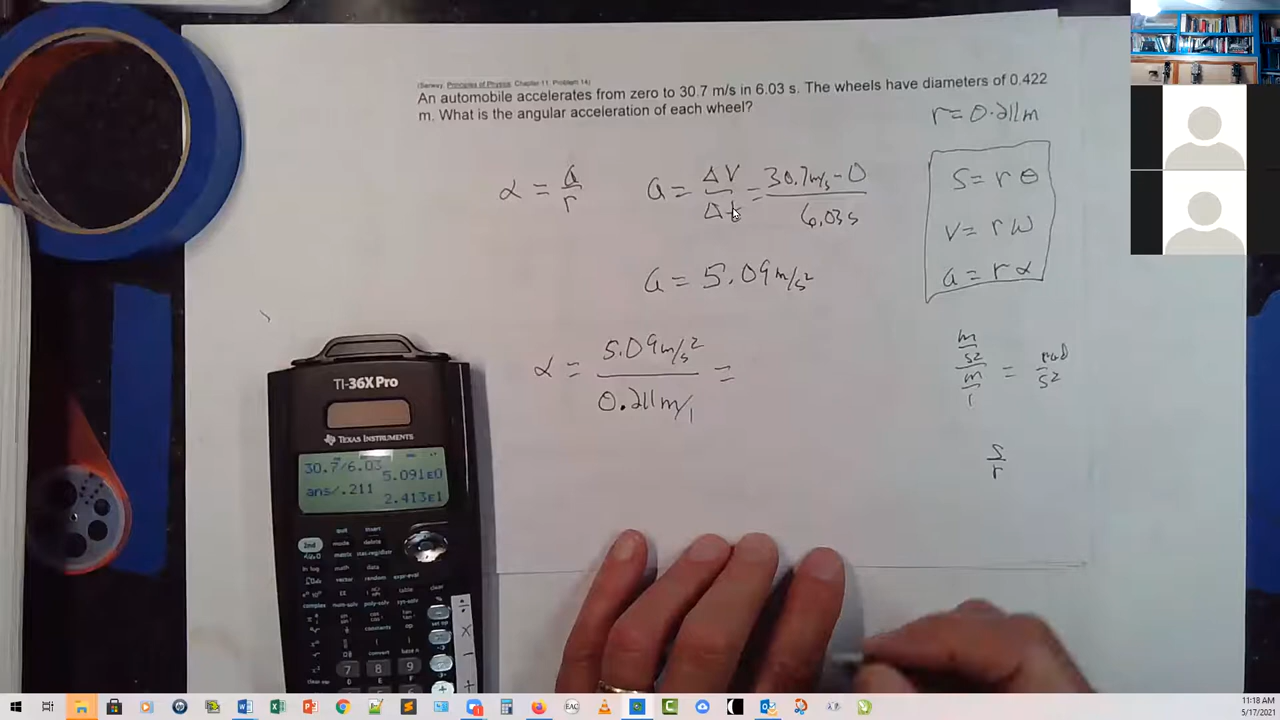 (Serway, Principles of Physics, Chapter 11, Problem 14)
An automobile accelerates from zero to 30.7 m/s in 6.03 s. The wheels have diameters of 0.422
m. What is the angular acceleration of each wheel?
r = 0.211m
α = a/r
a = ΔV/Δt = 30.7m/s - 0 / 6.03s
S = r θ
V = r ω
a = r α
a = 5.09 m/s²
α = 5.09 m/s² / 0.211 m/1 =
m/s² / m/1 = rad/s²
s/r
TI-36X Pro
TEXAS INSTRUMENTS
30.7/6.03
5.091E0
ans/.211
2.413E1
2nd
7 8 9
11:18 AM
5/17/2021